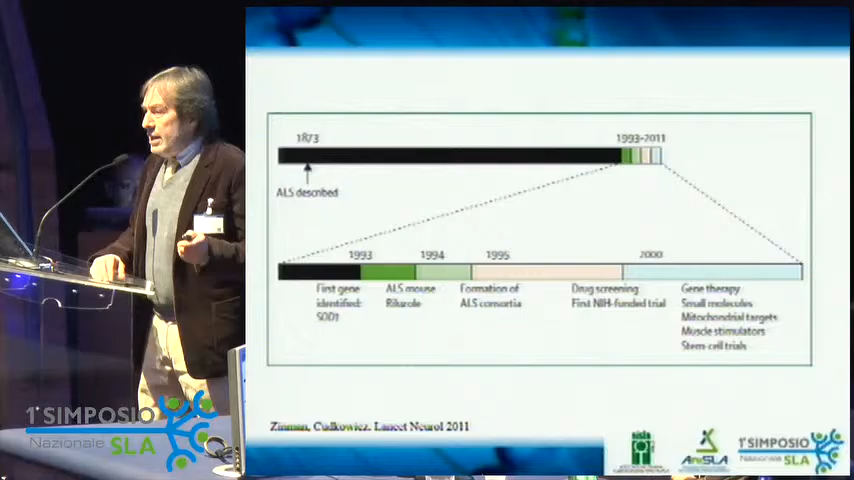 1873
1993-2011
ALS described
1993
1994
1995
2000
First gene
identified:
SOD1
ALS mouse
Riluzole
Formation of
ALS consortia
Drug screening
First NIH-funded trial
Gene therapy
Small molecules
Mitochondrial targets
Muscle stimulators
Stem-cell trials
Zinman, Cudkowicz. Lancet Neurol 2011
1° SIMPOSIO
Nazionale SLA
AriSLA
1° SIMPOSIO
Nazionale SLA